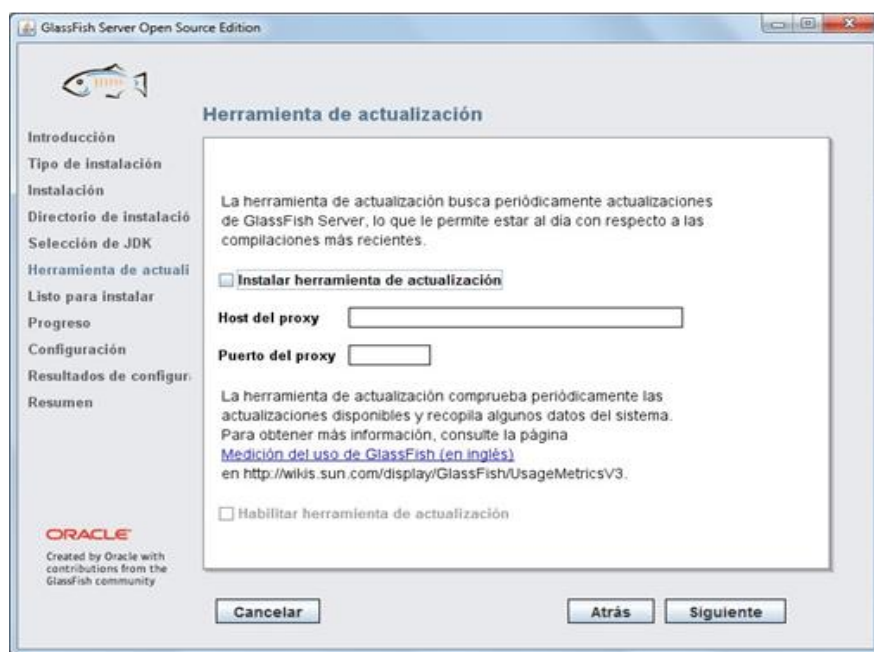 GlassFish Server Open Source Edition
Herramienta de actualización
Introducción
Tipo de instalación
Instalación
Directorio de instalació
Selección de JDK
Herramienta de actuali
Listo para instalar
Progreso
Configuración
Resultados de configur
Resumen
La herramienta de actualización busca periódicamente actualizaciones
de GlassFish Server, lo que le permite estar al día con respecto a las
compilaciones más recientes.
Instalar herramienta de actualización
Host del proxy
Puerto del proxy
La herramienta de actualización comprueba periódicamente las
actualizaciones disponibles y recopila algunos datos del sistema.
Para obtener más información, consulte la página
Medición del uso de GlassFish (en inglés)
en http://wikis.sun.com/display/GlassFish/UsageMetricsV3.
Habilitar herramienta de actualización
ORACLE
Created by Oracle with
contributions from the
GlassFish community
Cancelar
Atrás
Siguiente